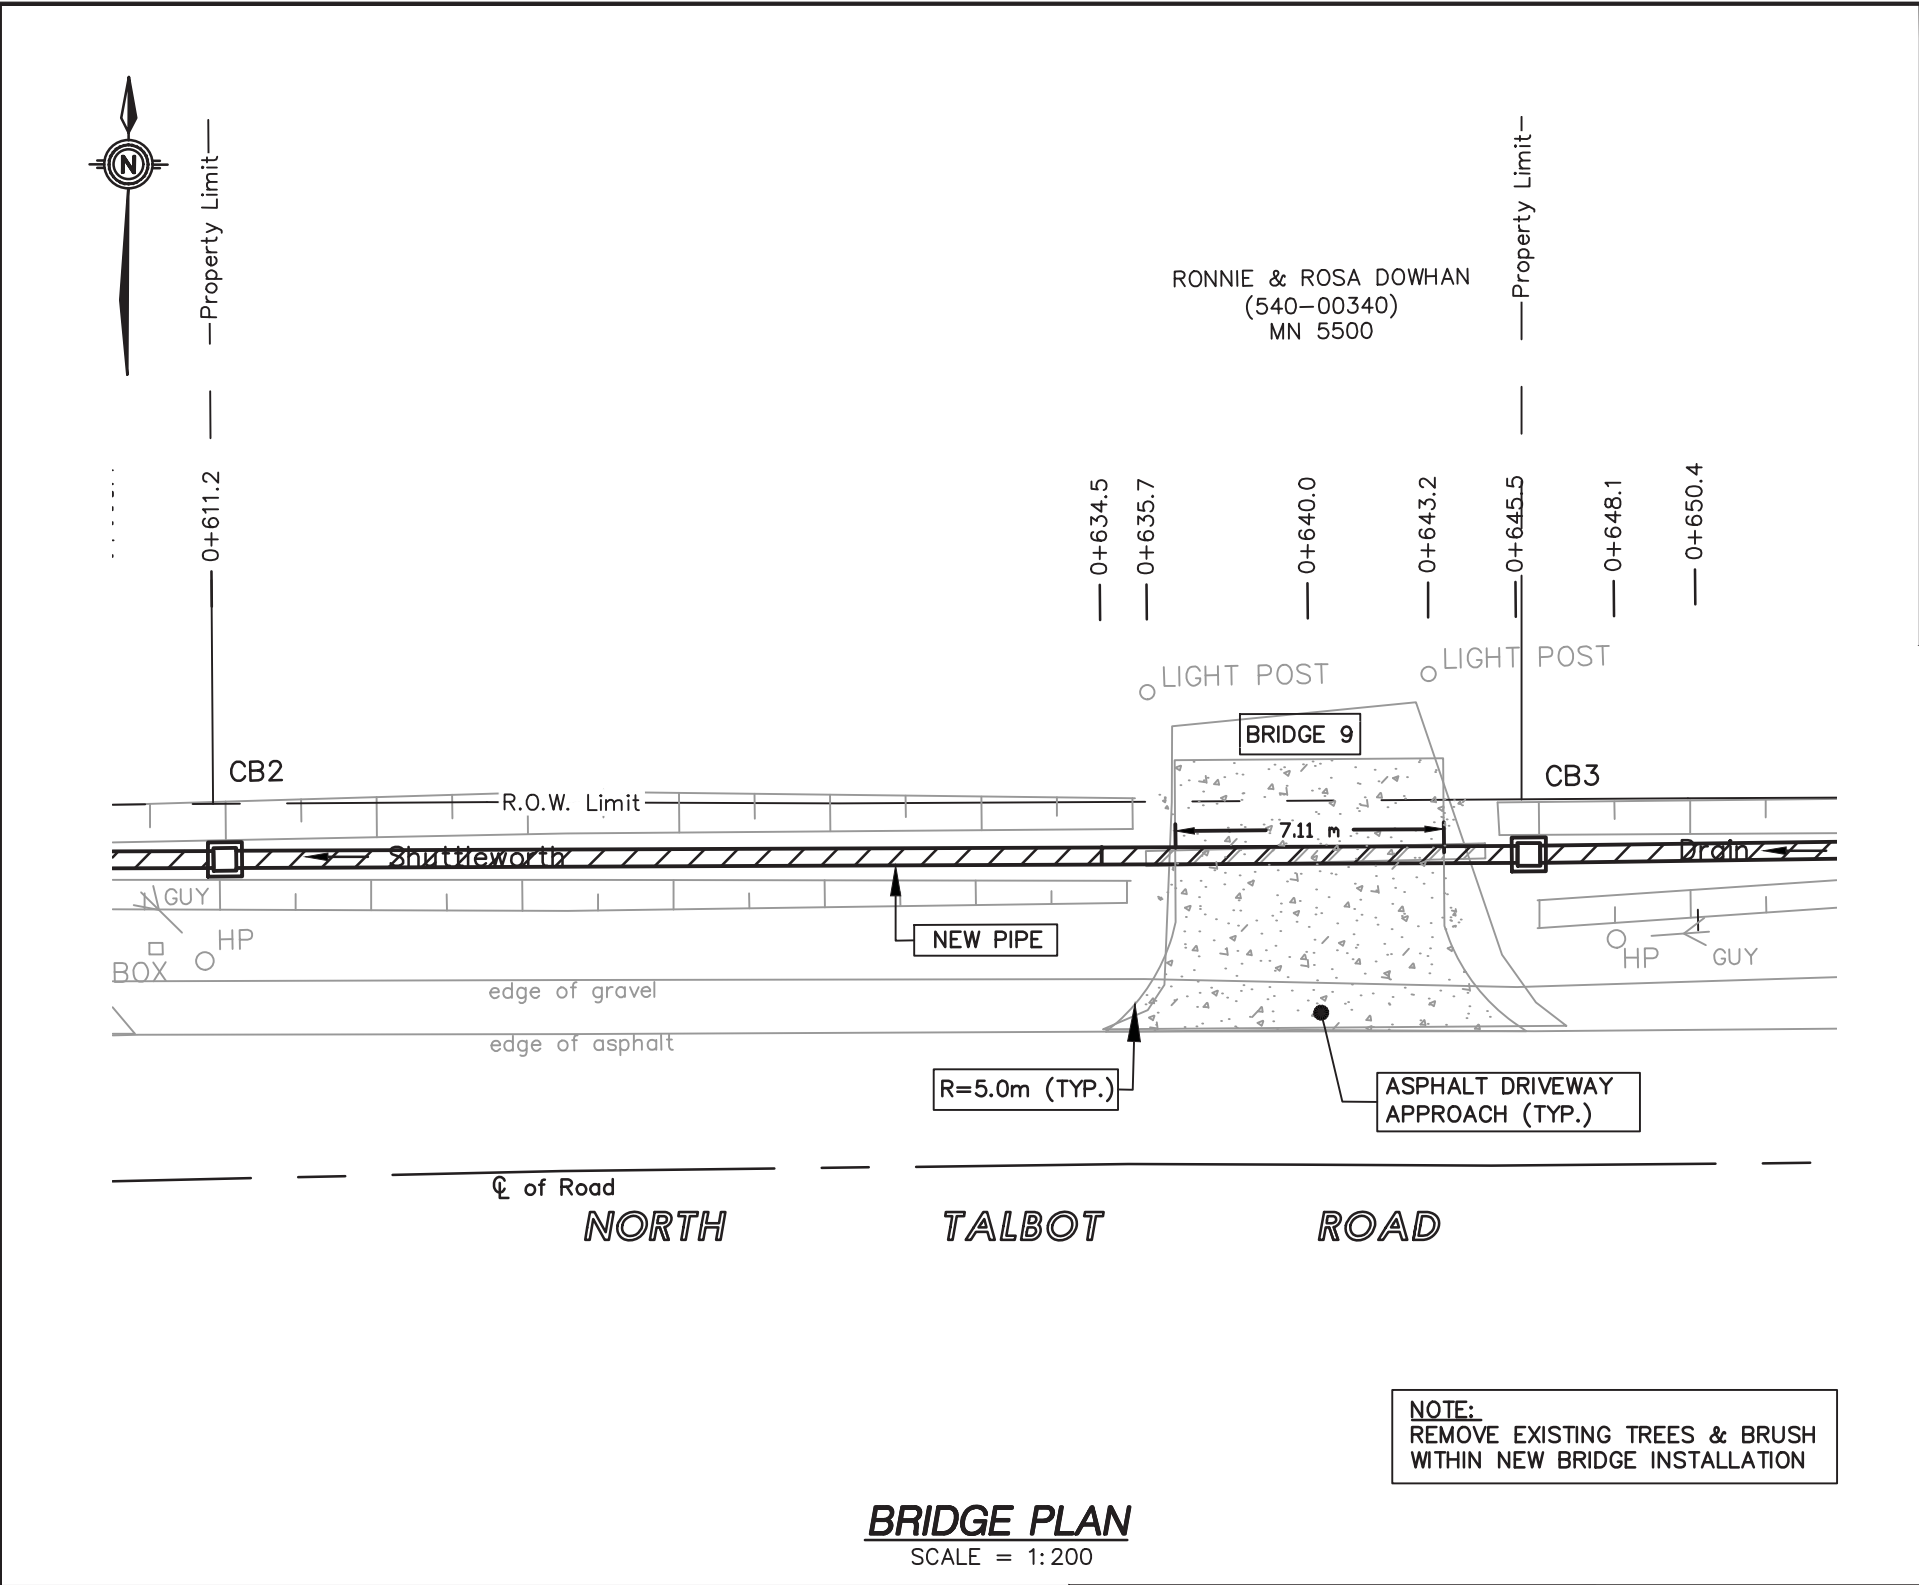 N
Property Limit
Property Limit
RONNIE & ROSA DOWHAN
(540-00340)
MN 5500
0+611.2
0+634.5
0+635.7
0+640.0
0+643.2
0+645.5
0+648.1
0+650.4
LIGHT POST
LIGHT POST
BRIDGE 9
CB2
CB3
R.O.W. Limit
7.11 m
Shuttleworth
Drain
GUY
HP
BOX
NEW PIPE
HP
GUY
edge of gravel
edge of asphalt
R=5.0m (TYP.)
ASPHALT DRIVEWAY
APPROACH (TYP.)
℄ of Road
NORTH TALBOT ROAD
NOTE:
REMOVE EXISTING TREES & BRUSH
WITHIN NEW BRIDGE INSTALLATION
BRIDGE PLAN
SCALE = 1:200